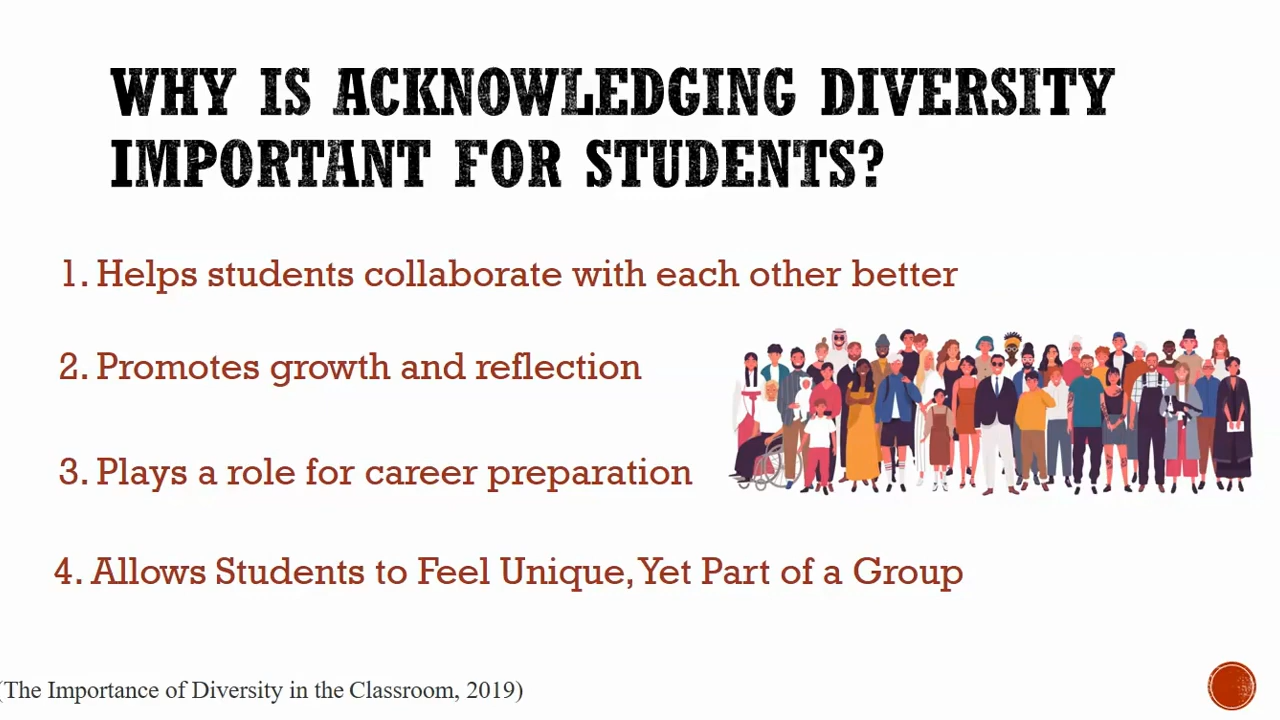 WHY IS ACKNOWLEDGING DIVERSITY
IMPORTANT FOR STUDENTS?
1. Helps students collaborate with each other better
2. Promotes growth and reflection
3. Plays a role for career preparation
4. Allows Students to Feel Unique, Yet Part of a Group
(The Importance of Diversity in the Classroom, 2019)